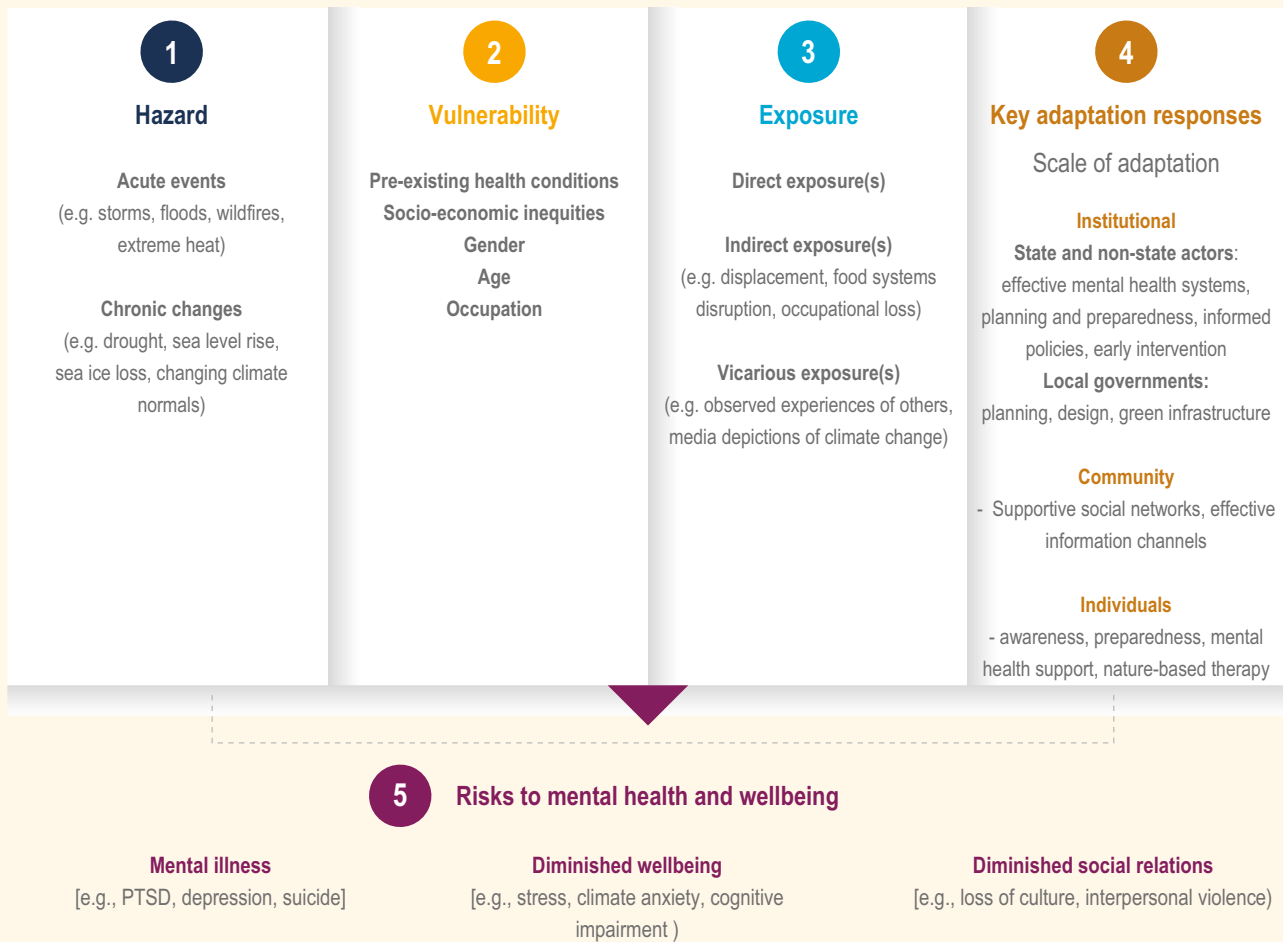 1
Hazard
Acute events
(e.g. storms, floods, wildfires,
extreme heat)
Chronic changes
(e.g. drought, sea level rise,
sea ice loss, changing climate
normals)
2
Vulnerability
Pre-existing health conditions
Socio-economic inequities
Gender
Age
Occupation
3
Exposure
Direct exposure(s)
Indirect exposure(s)
(e.g. displacement, food systems
disruption, occupational loss)
Vicarious exposure(s)
(e.g. observed experiences of others,
media depictions of climate change)
4
Key adaptation responses
Scale of adaptation
Institutional
State and non-state actors:
effective mental health systems,
planning and preparedness, informed
policies, early intervention
Local governments:
planning, design, green infrastructure
Community
- Supportive social networks, effective
information channels
Individuals
- awareness, preparedness, mental
health support, nature-based therapy
5
Risks to mental health and wellbeing
Mental illness
[e.g., PTSD, depression, suicide]
Diminished wellbeing
[e.g., stress, climate anxiety, cognitive
impairment )
Diminished social relations
[e.g., loss of culture, interpersonal violence)